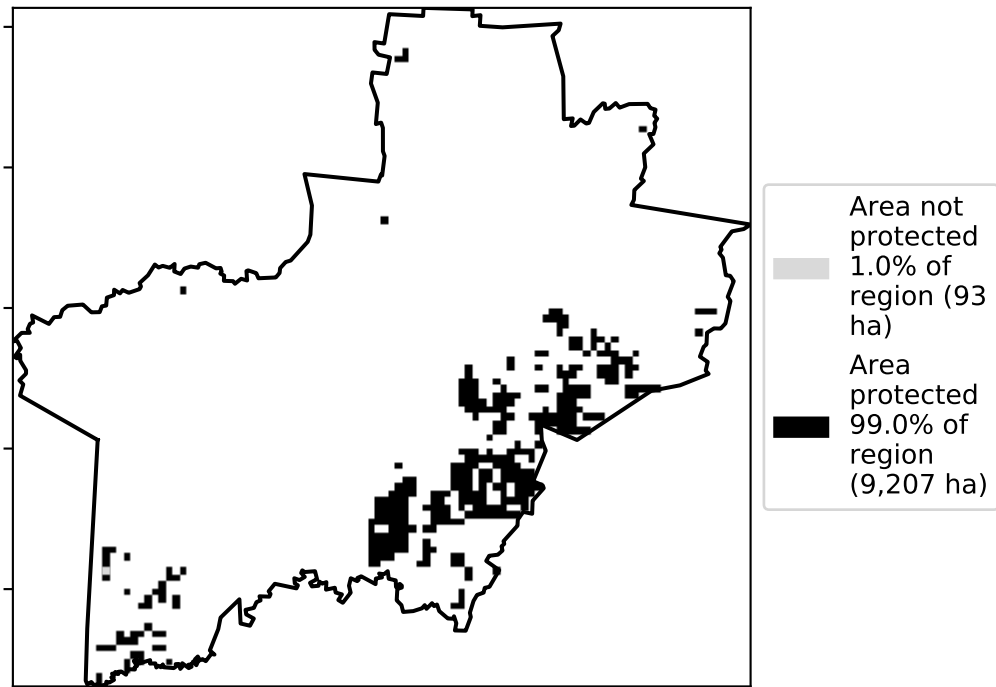 Area not
protected
1.0% of
region (93
ha)
Area
protected
99.0% of
region
(9,207 ha)